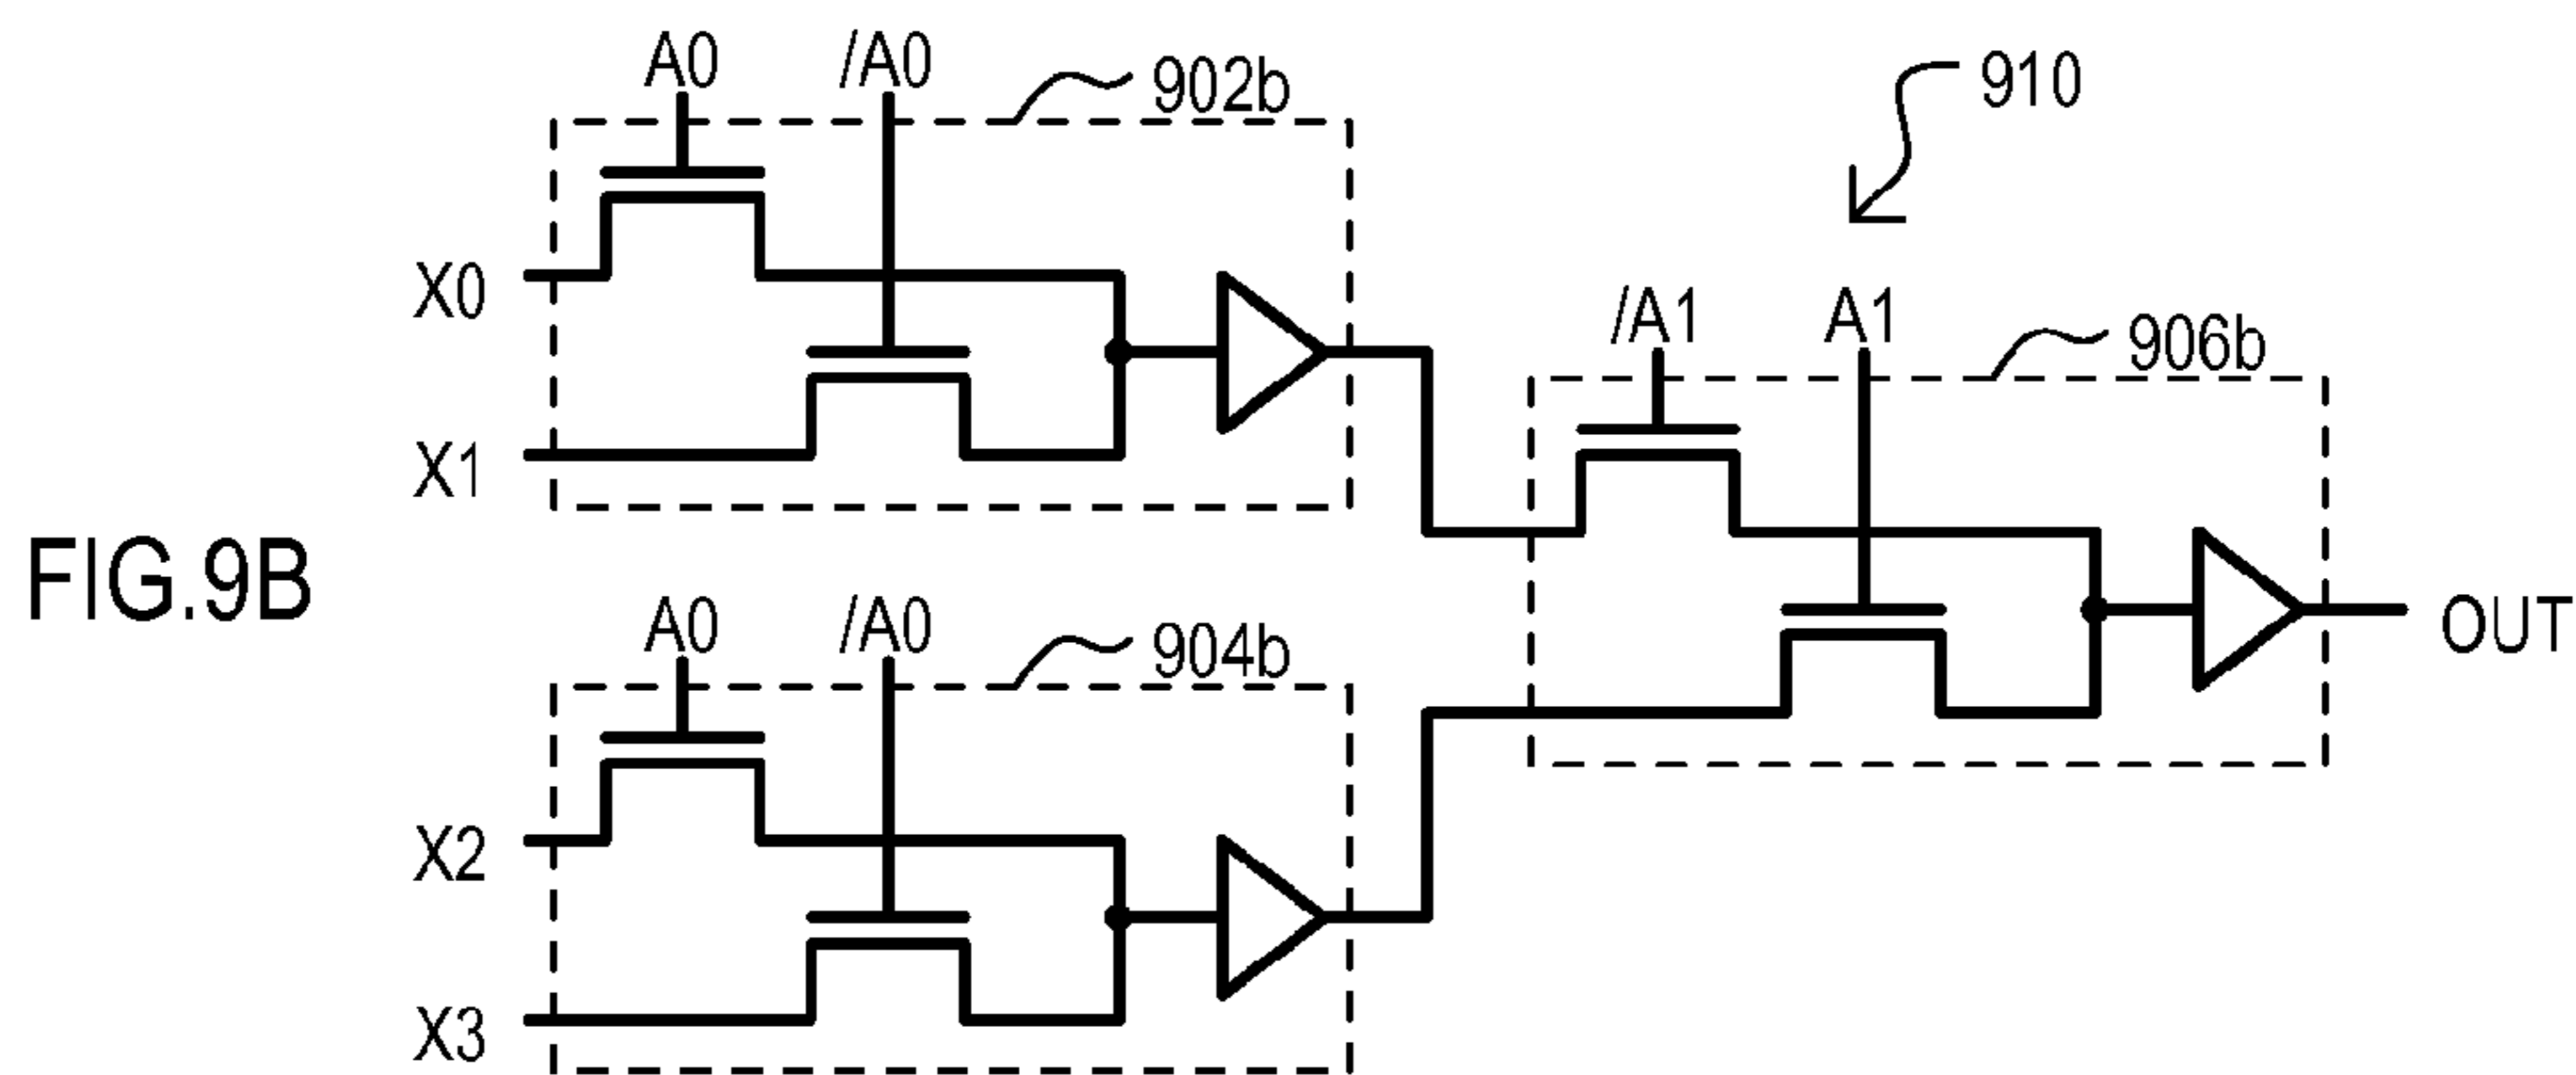 A0 /A0 902b 910
X0
X1
/A1 A1 906b
FIG.9B
OUT
A0 /A0 904b
X2
X3